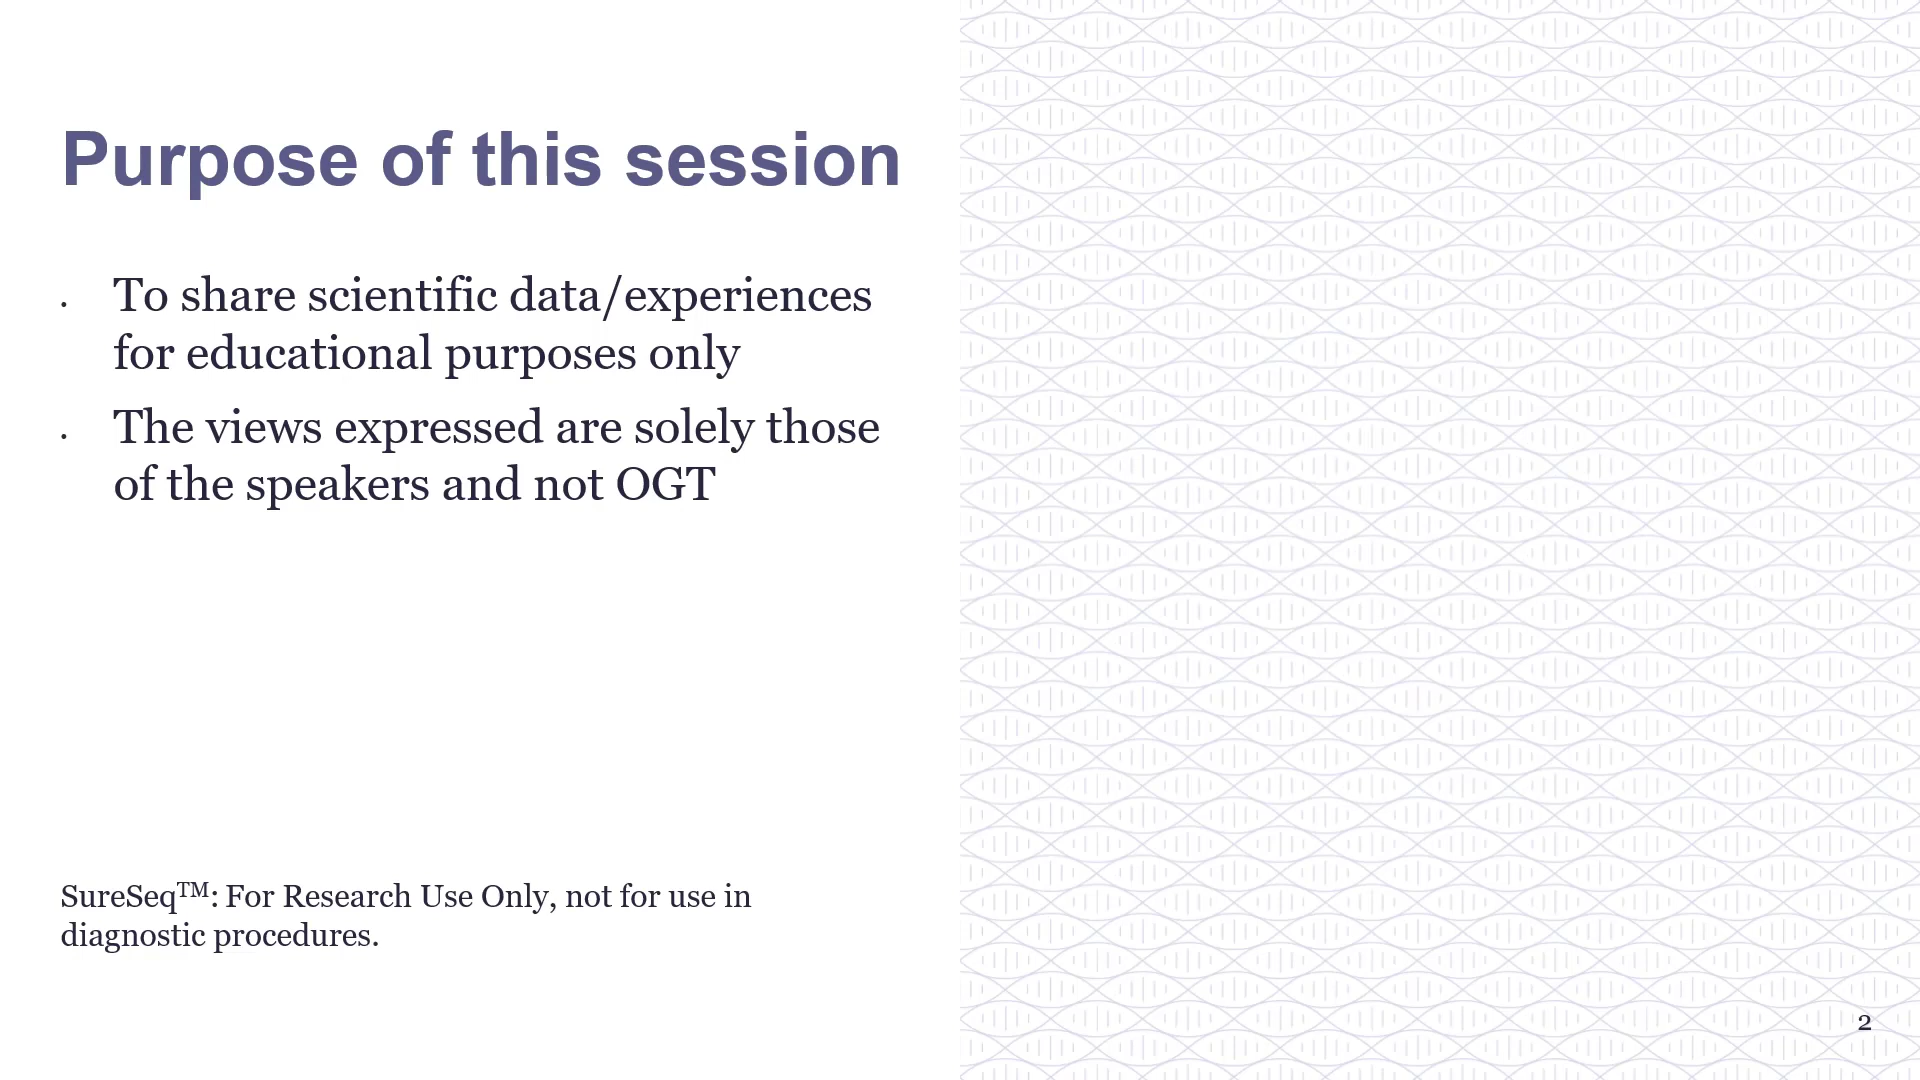 Purpose of this session
• To share scientific data/experiences
for educational purposes only
• The views expressed are solely those
of the speakers and not OGT
SureSeq™: For Research Use Only, not for use in
diagnostic procedures.
2